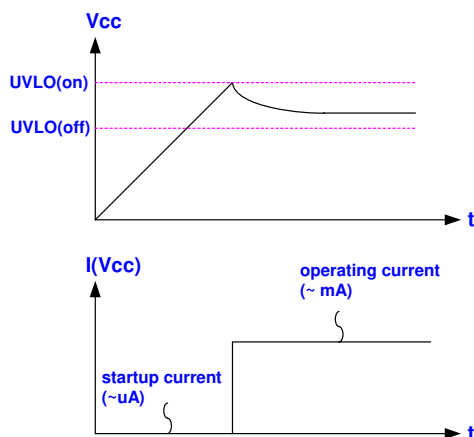 Vcc
UVLO(on)
UVLO(off)
t
I(Vcc)
operating current
(~ mA)
startup current
(~uA)
t